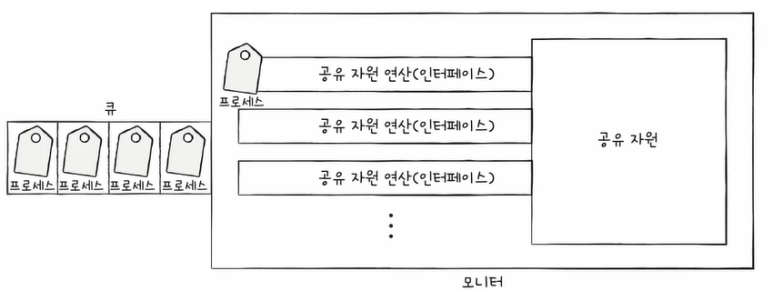 공유 자원 연산(인터페이스)
프로세스
큐
공유 자원 연산(인터페이스)
공유 자원
프로세스 프로세스 프로세스 프로세스
공유 자원 연산(인터페이스)
모니터